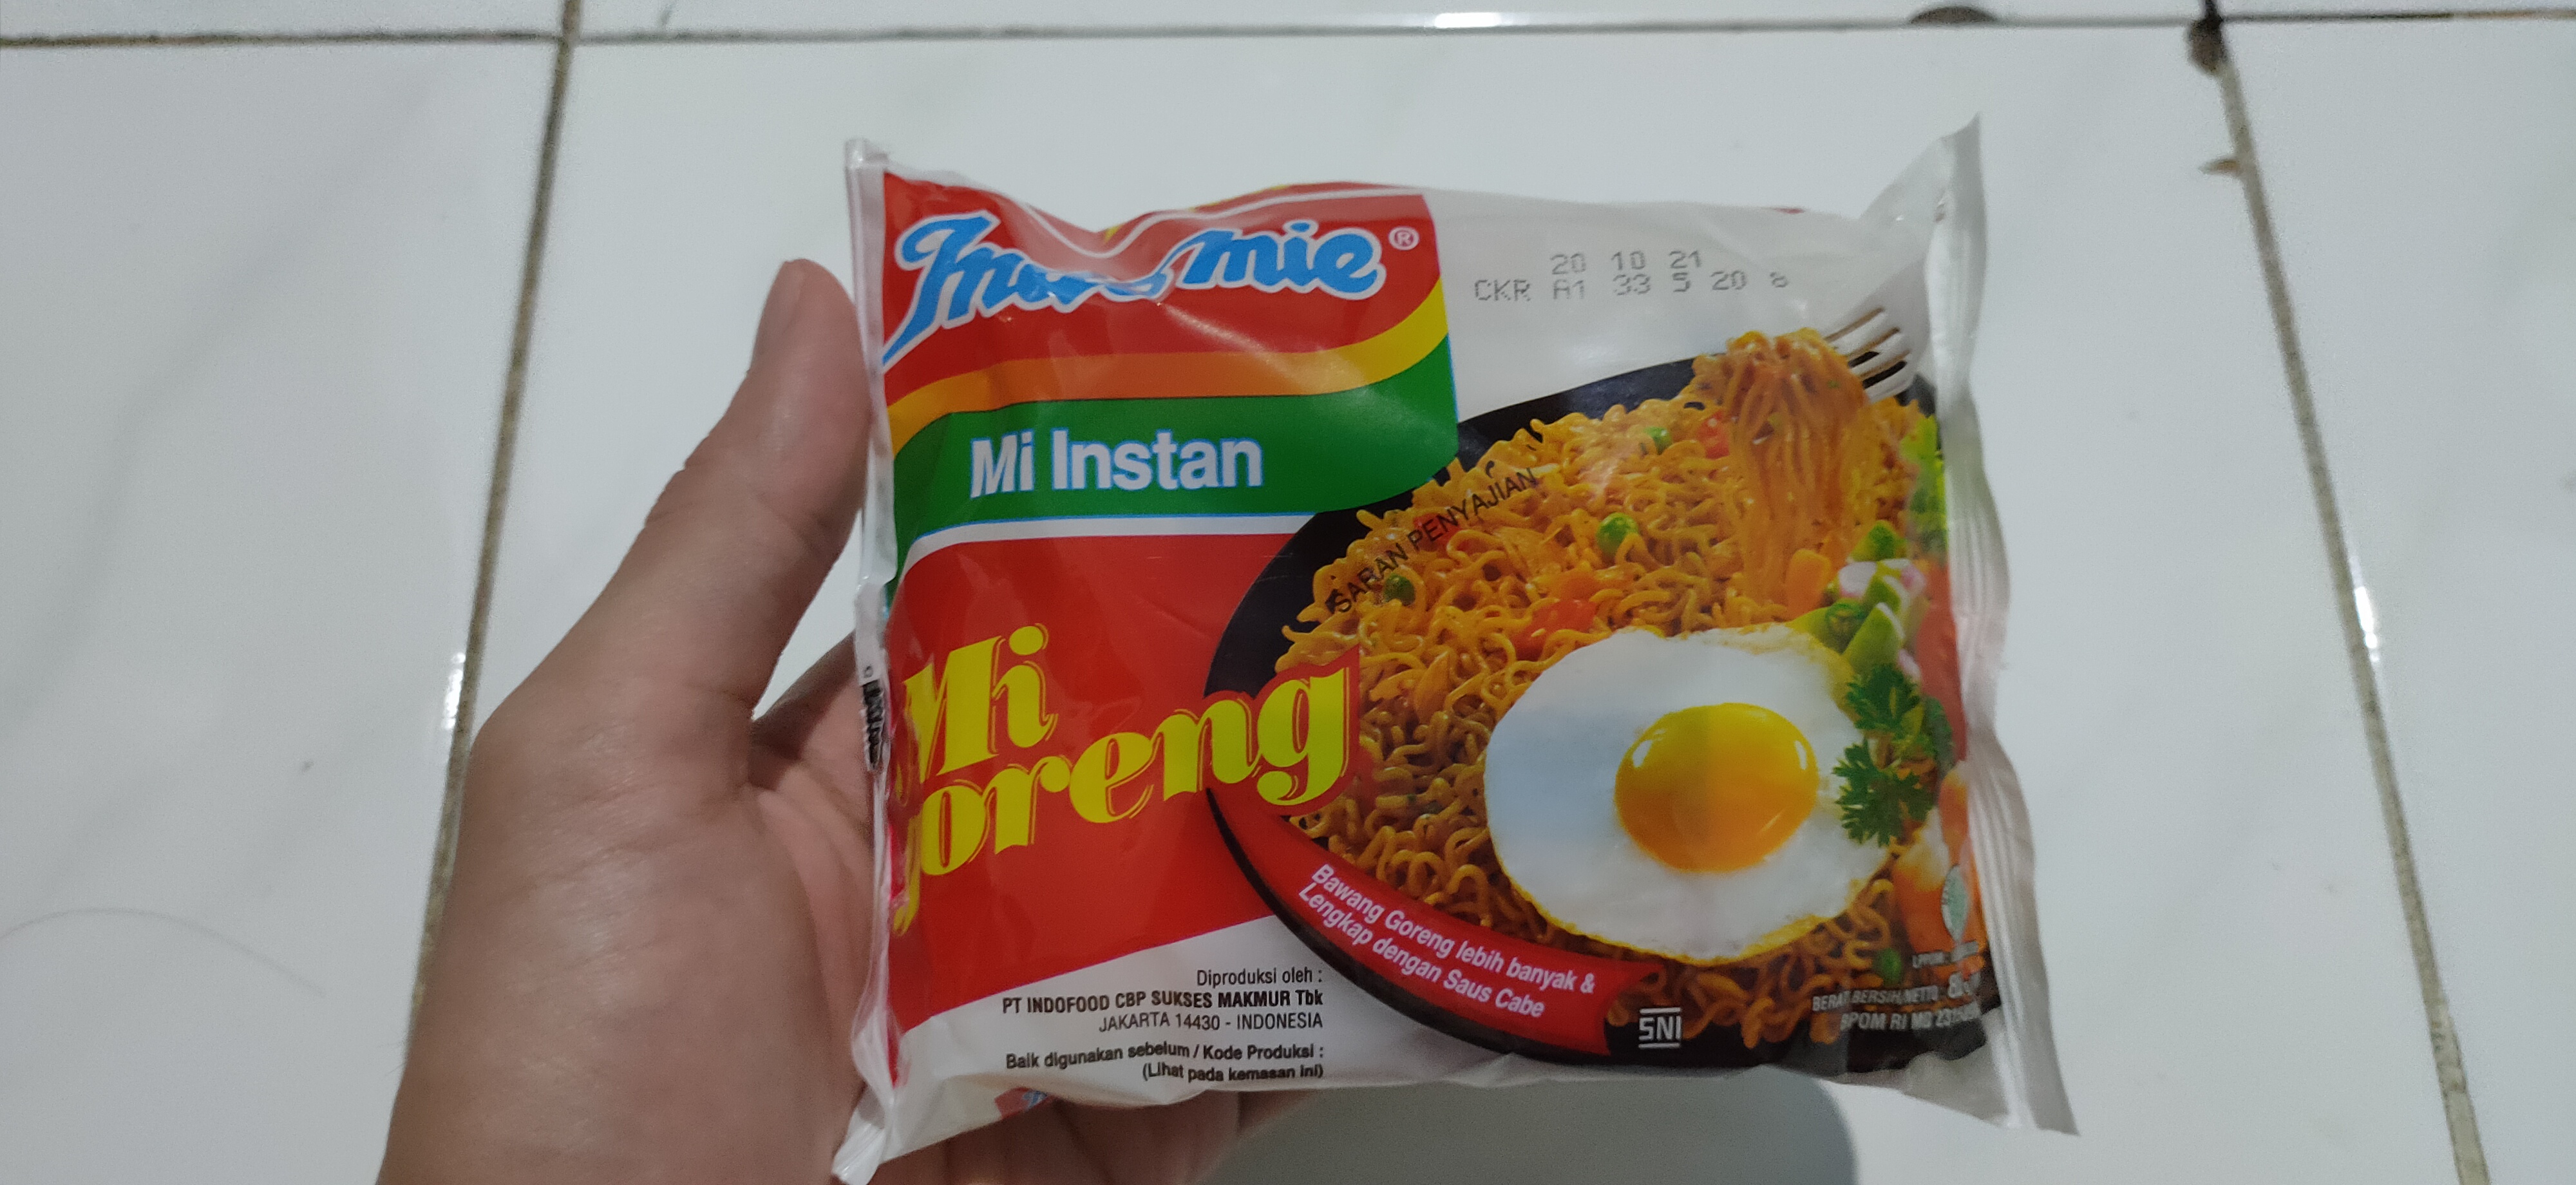 Indomie®
20 10 21
CKR A1 33 5 20
Mi Instan
SARAN PENYAJIAN
Mi
goreng
Bawang Goreng lebih banyak &
Lengkap dengan Saus Cabe
Diproduksi oleh :
PT INDOFOOD CBP SUKSES MAKMUR Tbk
JAKARTA 14430 - INDONESIA
Baik digunakan sebelum / Kode Produksi :
(Lihat pada kemasan ini)
SNI
BERAT BERSIH/NETTO
BPOM RI MD